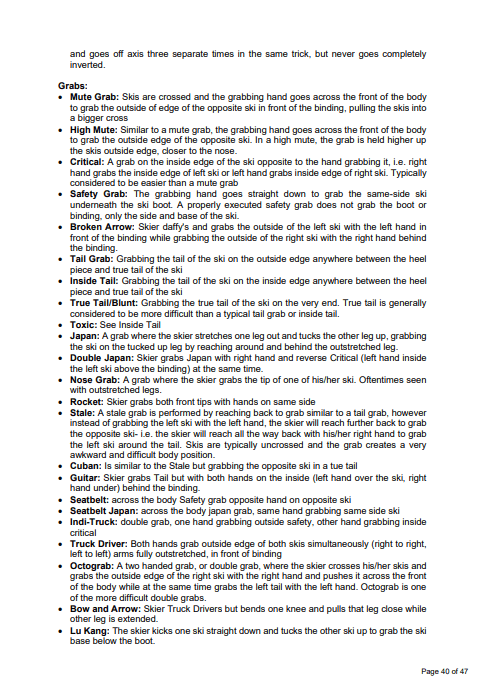 and goes off axis three separate times in the same trick, but never goes completely
inverted.
Grabs:
• Mute Grab: Skis are crossed and the grabbing hand goes across the front of the body
to grab the outside of edge of the opposite ski in front of the binding, pulling the skis into
a bigger cross
• High Mute: Similar to a mute grab, the grabbing hand goes across the front of the body
to grab the outside edge of the opposite ski. In a high mute, the grab is held higher up
the skis outside edge, closer to the nose.
• Critical: A grab on the inside edge of the ski opposite to the hand grabbing it, i.e. right
hand grabs the inside edge of left ski or left hand grabs inside edge of right ski. Typically
considered to be easier than a mute grab
• Safety Grab: The grabbing hand goes straight down to grab the same-side ski
underneath the ski boot. A properly executed safety grab does not grab the boot or
binding, only the side and base of the ski.
• Broken Arrow: Skier daffy's and grabs the outside of the left ski with the left hand in
front of the binding while grabbing the outside of the right ski with the right hand behind
the binding.
• Tail Grab: Grabbing the tail of the ski on the outside edge anywhere between the heel
piece and true tail of the ski
• Inside Tail: Grabbing the tail of the ski on the inside edge anywhere between the heel
piece and true tail of the ski
• True Tail/Blunt: Grabbing the true tail of the ski on the very end. True tail is generally
considered to be more difficult than a typical tail grab or inside tail.
• Toxic: See Inside Tail
• Japan: A grab where the skier stretches one leg out and tucks the other leg up, grabbing
the ski on the tucked up leg by reaching around and behind the outstretched leg.
• Double Japan: Skier grabs Japan with right hand and reverse Critical (left hand inside
the left ski above the binding) at the same time.
• Nose Grab: A grab where the skier grabs the tip of one of his/her ski. Oftentimes seen
with outstretched legs.
• Rocket: Skier grabs both front tips with hands on same side
• Stale: A stale grab is performed by reaching back to grab similar to a tail grab, however
instead of grabbing the left ski with the left hand, the skier will reach further back to grab
the opposite ski- i.e. the skier will reach all the way back with his/her right hand to grab
the left ski around the tail. Skis are typically uncrossed and the grab creates a very
awkward and difficult body position.
• Cuban: Is similar to the Stale but grabbing the opposite ski in a tue tail
• Guitar: Skier grabs Tail but with both hands on the inside (left hand over the ski, right
hand under) behind the binding.
• Seatbelt: across the body Safety grab opposite hand on opposite ski
• Seatbelt Japan: across the body japan grab, same hand grabbing same side ski
• Indi-Truck: double grab, one hand grabbing outside safety, other hand grabbing inside
critical
• Truck Driver: Both hands grab outside edge of both skis simultaneously (right to right,
left to left) arms fully outstretched, in front of binding
• Octograb: A two handed grab, or double grab, where the skier crosses his/her skis and
grabs the outside edge of the right ski with the right hand and pushes it across the front
of the body while at the same time grabs the left tail with the left hand. Octograb is one
of the more difficult double grabs.
• Bow and Arrow: Skier Truck Drivers but bends one knee and pulls that leg close while
other leg is extended.
• Lu Kang: The skier kicks one ski straight down and tucks the other ski up to grab the ski
base below the boot.
Page 40 of 47